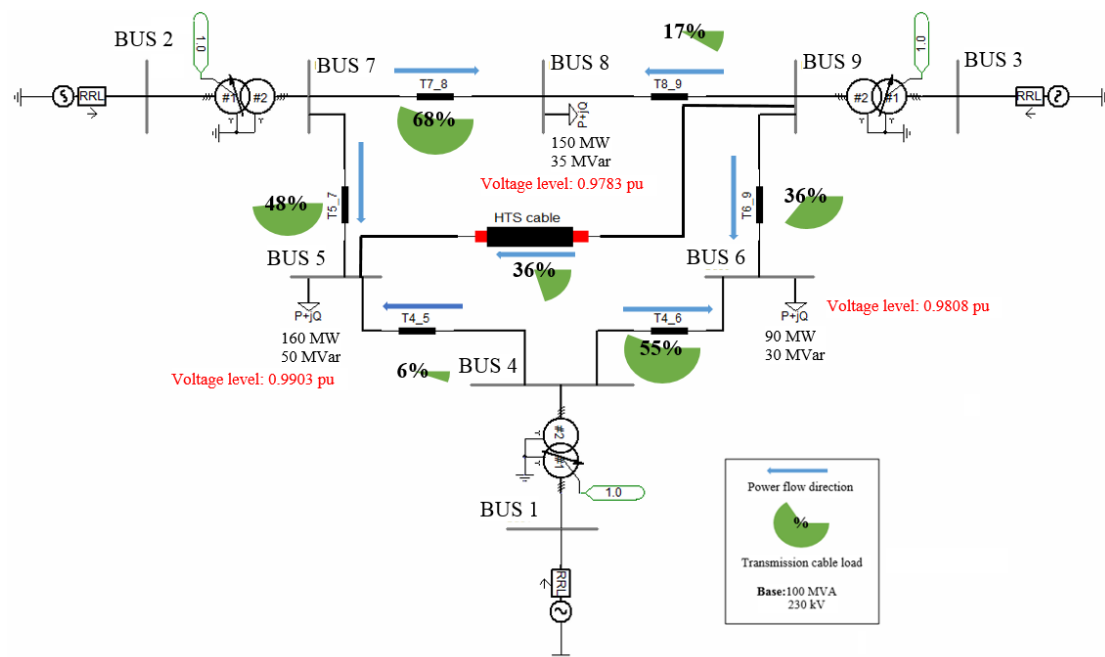 BUS 2
1.0
BUS 7
T7_8
68%
BUS 8
17%
T8_9
BUS 9
1.0
BUS 3
RRL
#1
#2
#2
#1
RRL
P+jQ
150 MW
35 MVar
Voltage level: 0.9783 pu
48%
T5_7
HTS cable
36%
T6_9
36%
BUS 5
BUS 6
P+jQ
160 MW
50 MVar
Voltage level: 0.9903 pu
T4_5
6%
T4_6
55%
P+jQ
90 MW
30 MVar
Voltage level: 0.9808 pu
BUS 4
#2
#1
1.0
BUS 1
RRL
Power flow direction
%
Transmission cable load
Base:100 MVA
230 kV